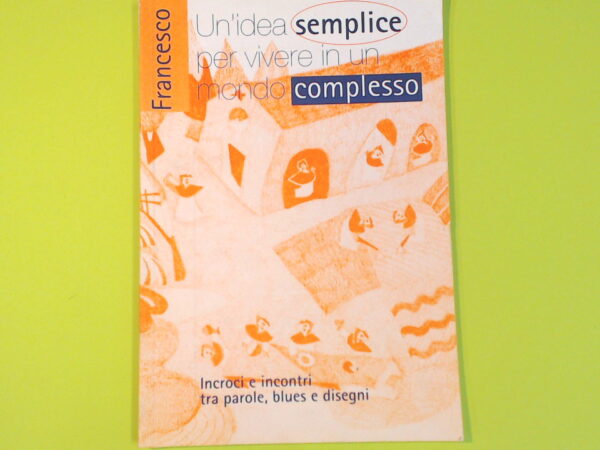 Francesco
Un'idea semplice
per vivere in un
mondo complesso
Incroci e incontri
tra parole, blues e disegni